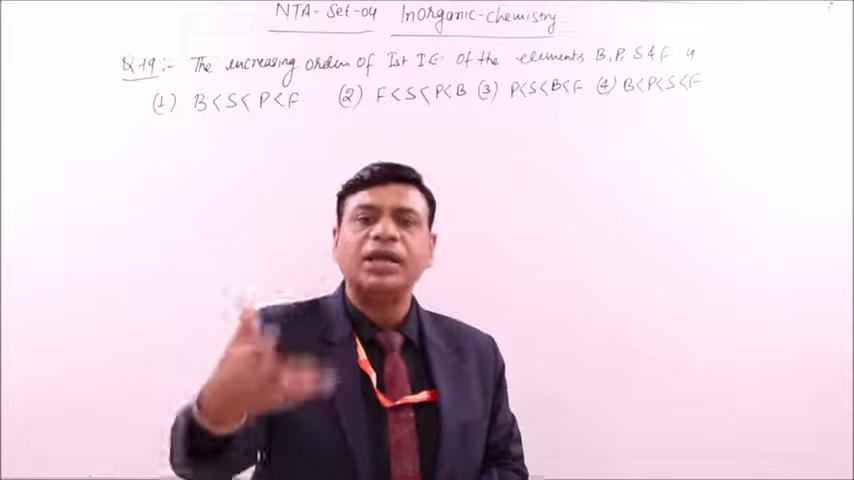 NTA-Set-04 Inorganic-chemistry
Q.19:- The increasing order of Ist I.E. of the elements B, P, S & F is
(1) B<S<P<F (2) F<S<P<B (3) P<S<B<F (4) B<P<S<F